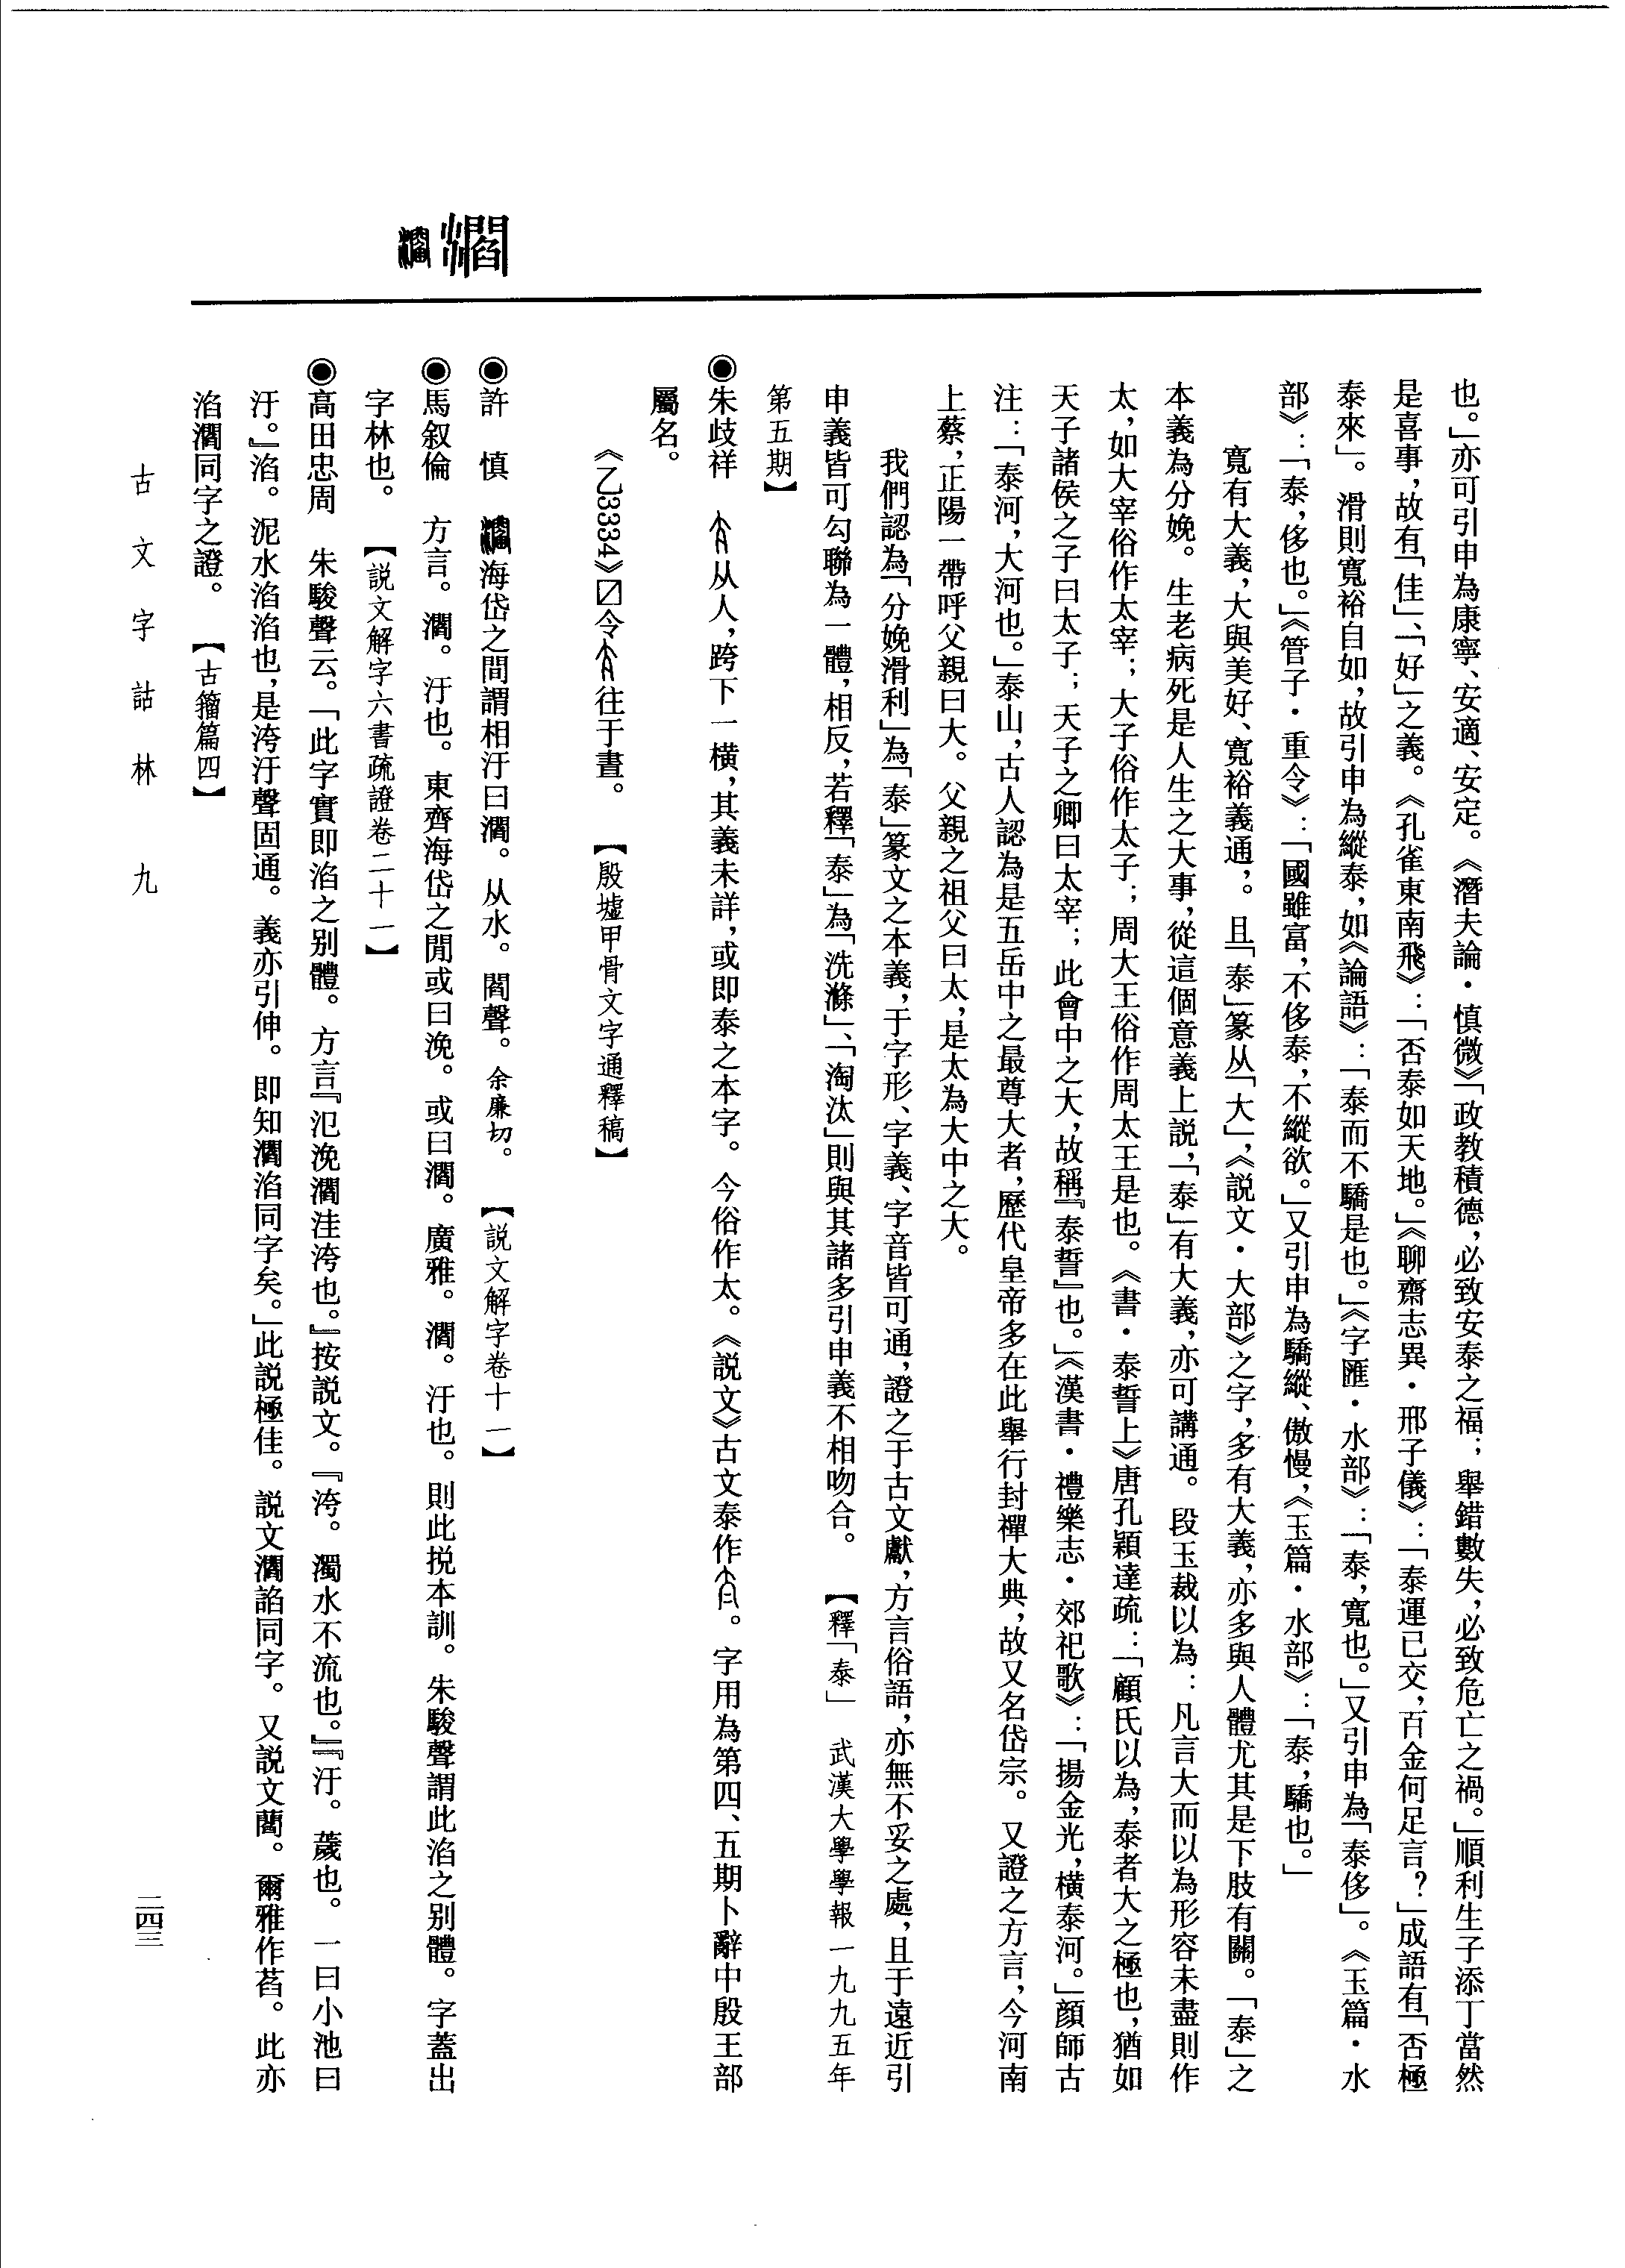 也。」亦可引申為康寧、安適、安定。《潛夫論·慎微》「政教積德，必致安泰之福；舉錯數失，必致危亡之禍。」順利生子添丁當然
是喜事，故有「佳」、「好」之義。《孔雀東南飛》：「否泰如天地。」《聊齋志異·邢子儀》：「泰運已交，百金何足言？」成語有「否極
泰來」。滑則寬裕自如，故引申為縱泰，如《論語》：「泰而不驕是也。」《字匯·水部》：「泰，寬也。」又引申為「泰侈」。《玉篇·水
部》：「泰，侈也。」《管子·重令》：「國雖富，不侈泰，不縱欲。」又引申為驕縱、傲慢，《玉篇·水部》：「泰，驕也。」
寬有大義，大與美好、寬裕義通，。且「泰」篆从「大」，《説文·大部》之字，多有大義，亦多與人體尤其是下肢有關。「泰」之
本義為分娩。生老病死是人生之大事，從這個意義上説，「泰」有大義，亦可講通。段玉裁以為：凡言大而以為形容未盡則作
太，如大宰俗作太宰；大子俗作太子；周大王俗作周太王是也。《書·泰誓上》唐孔穎達疏：「顧氏以為，泰者大之極也，猶如
天子諸侯之子曰太子；天子之卿曰太宰；此會中之大，故稱『泰誓』也。」《漢書·禮樂志·郊祀歌》：「揚金光，橫泰河。」顏師古
注：「泰河，大河也。」泰山，古人認為是五岳中之最尊大者，歷代皇帝多在此舉行封禪大典，故又名岱宗。又證之方言，今河南
上蔡，正陽一帶呼父親曰大。父親之祖父曰太，是太為大中之大。
我們認為「分娩滑利」為「泰」篆文之本義，于字形、字義、字音皆可通，證之于古文獻，方言俗語，亦無不妥之處，且于遠近引
申義皆可勾聯為一體，相反，若釋「泰」為「洗滌」、「淘汰」則與其諸多引申義不相吻合。【釋「泰」　武漢大學學報一九九五年
第五期】
◉朱歧祥　从人，跨下一橫，其義未詳，或即泰之本字。今俗作太。《説文》古文泰作。字用為第四、五期卜辭中殷王部
屬名。
《乙3334》☐令往于晝。【殷墟甲骨文字通釋稿】
濶
◉許　慎　海岱之間謂相汙曰濶。从水。閻聲。余廉切。【説文解字卷十一】
◉馬叙倫　方言。濶。汙也。東齊海岱之閒或曰浼。或曰濶。廣雅。濶。汙也。則此捝本訓。朱駿聲謂此淊之別體。字蓋出
字林也。【説文解字六書疏證卷二十一】
◉高田忠周　朱駿聲云。「此字實即淊之別體。方言『氾浼濶洼洿也。』按説文。『洿。濁水不流也。』『汙。薉也。一曰小池曰
汙。』淊。泥水淊淊也，是洿汙聲固通。義亦引伸。即知濶淊同字矣。」此説極佳。説文讇諂同字。又説文藺。爾雅作萏。此亦
淊濶同字之證。【古籀篇四】
古文字詁林　九
二四三